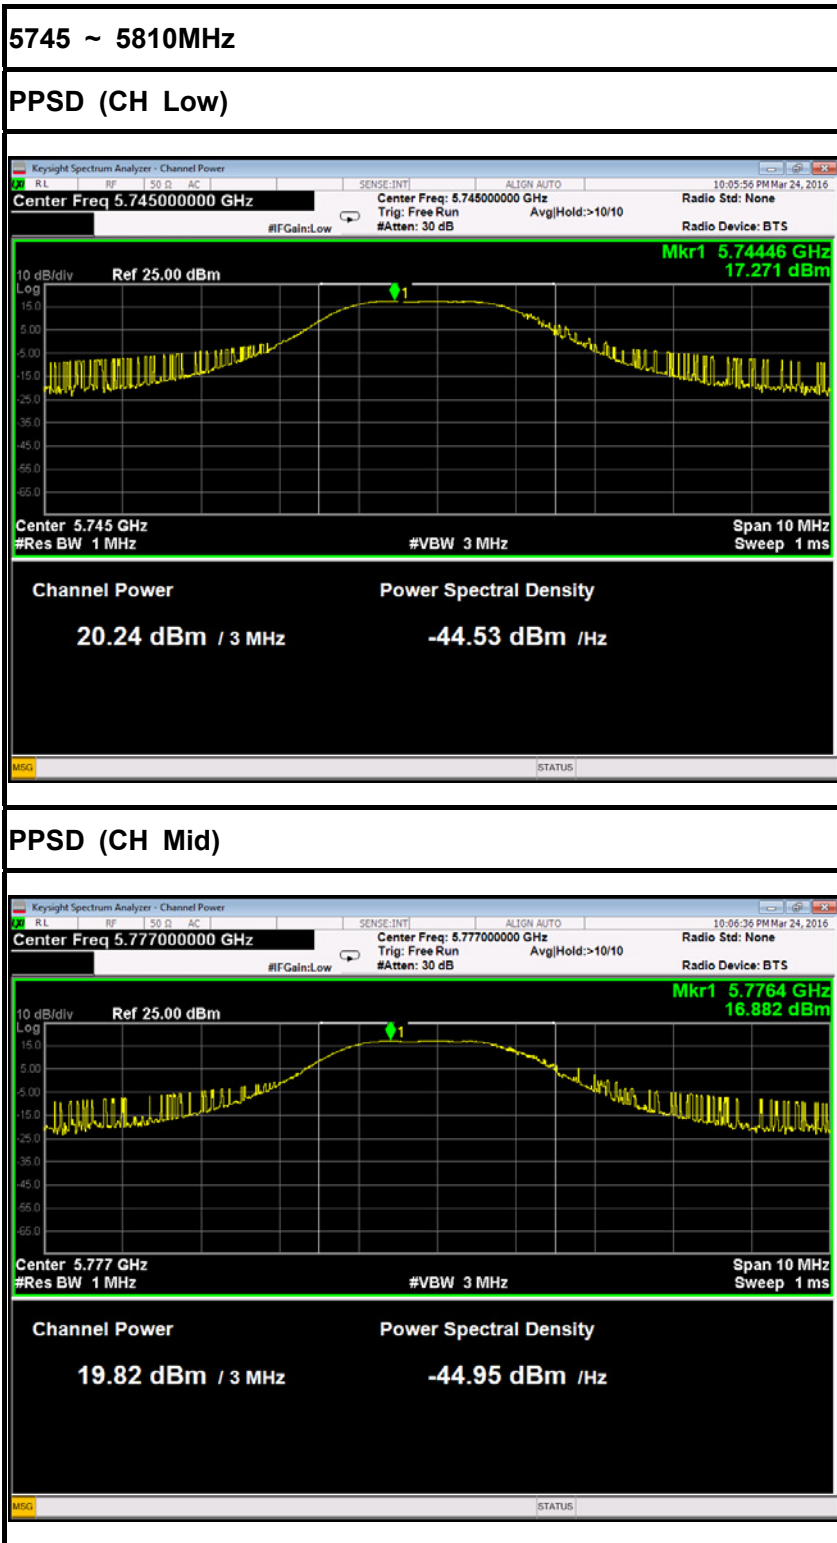 5745 ~ 5810MHz
PPSD (CH Low)
Keysight Spectrum Analyzer - Channel Power
LXI RL RF 50 Ω AC SENSE:INT ALIGN AUTO 10:05:56 PM Mar 24, 2016
Center Freq 5.745000000 GHz Center Freq: 5.745000000 GHz Radio Std: None
Trig: Free Run Avg|Hold:>10/10
#IFGain:Low #Atten: 30 dB Radio Device: BTS
Mkr1 5.74446 GHz
10 dB/div Ref 25.00 dBm 17.271 dBm
Log
1
15.0
5.00
-5.00
-15.0
-25.0
-35.0
-45.0
-55.0
-65.0
Center 5.745 GHz Span 10 MHz
#Res BW 1 MHz #VBW 3 MHz Sweep 1 ms
Channel Power Power Spectral Density
20.24 dBm / 3 MHz -44.53 dBm /Hz
MSG STATUS
PPSD (CH Mid)
Keysight Spectrum Analyzer - Channel Power
LXI RL RF 50 Ω AC SENSE:INT ALIGN AUTO 10:06:36 PM Mar 24, 2016
Center Freq 5.777000000 GHz Center Freq: 5.777000000 GHz Radio Std: None
Trig: Free Run Avg|Hold:>10/10
#IFGain:Low #Atten: 30 dB Radio Device: BTS
Mkr1 5.7764 GHz
10 dB/div Ref 25.00 dBm 16.882 dBm
Log
1
15.0
5.00
-5.00
-15.0
-25.0
-35.0
-45.0
-55.0
-65.0
Center 5.777 GHz Span 10 MHz
#Res BW 1 MHz #VBW 3 MHz Sweep 1 ms
Channel Power Power Spectral Density
19.82 dBm / 3 MHz -44.95 dBm /Hz
MSG STATUS